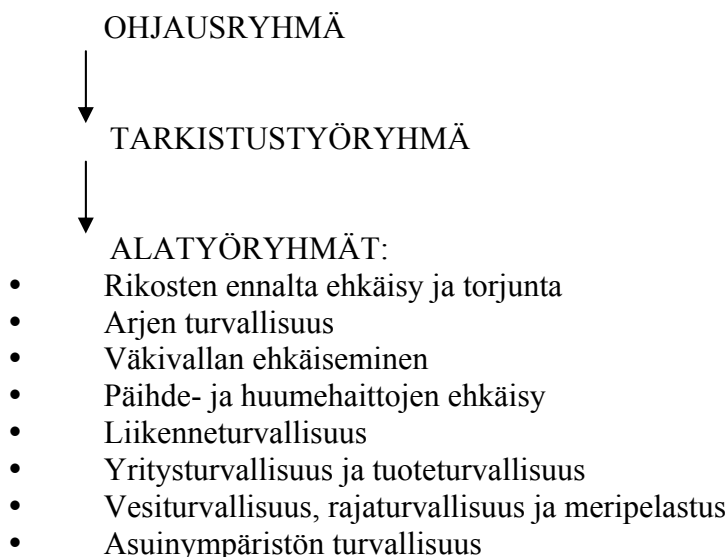 OHJAUSRYHMÄ
TARKISTUSTYÖRYHMÄ
ALATYÖRYHMÄT:
• Rikosten ennalta ehkäisy ja torjunta
• Arjen turvallisuus
• Väkivallan ehkäiseminen
• Päihde- ja huumehaittojen ehkäisy
• Liikenneturvallisuus
• Yritysturvallisuus ja tuoteturvallisuus
• Vesiturvallisuus, rajaturvallisuus ja meripelastus
• Asuinympäristön turvallisuus